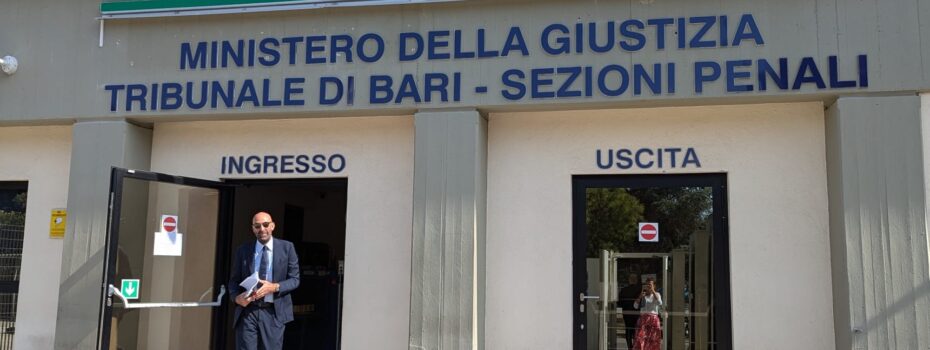 MINISTERO DELLA GIUSTIZIA
TRIBUNALE DI BARI - SEZIONI PENALI
INGRESSO
USCITA